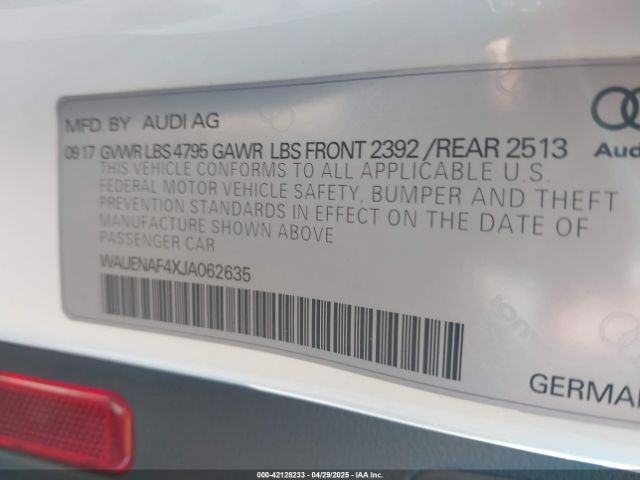 MFD. BY AUDI AG
09 17 GVWR LBS 4795 GAWR LBS FRONT 2392 / REAR 2513
THIS VEHICLE CONFORMS TO ALL APPLICABLE U.S.
FEDERAL MOTOR VEHICLE SAFETY, BUMPER AND THEFT
PREVENTION STANDARDS IN EFFECT ON THE DATE OF
MANUFACTURE SHOWN ABOVE
PASSENGER CAR
WAUENAF4XJA062635
Aud
GERMAN
000-42128233 - 04/29/2025 - IAA Inc.